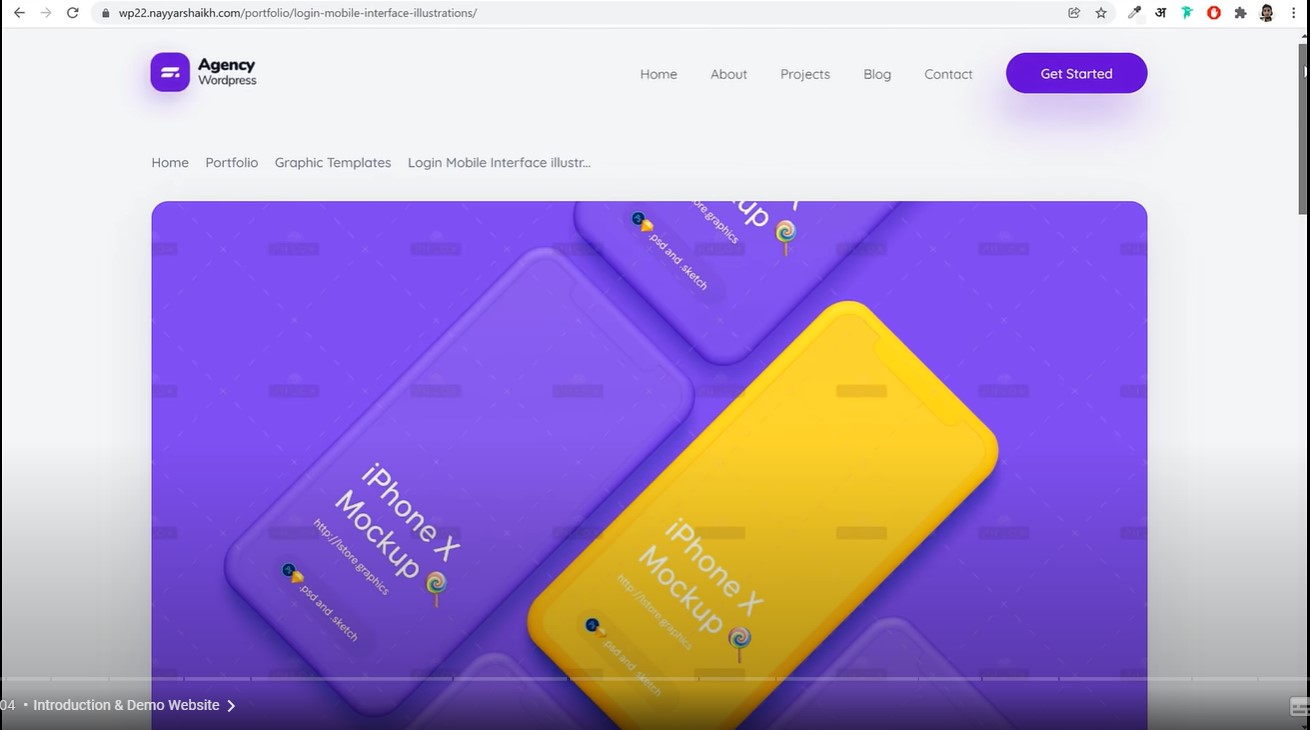 wp22.nayyarshaikh.com/portfolio/login-mobile-interface-illustrations/
अ
Agency
Wordpress
Home
About
Projects
Blog
Contact
Get Started
Home
Portfolio
Graphic Templates
Login Mobile Interface illustr...
.psd and .sketch
iPhone X
Mockup
http://lstore.graphics
.psd and .sketch
iPhone X
Mockup
http://lstore.graphics
.psd and .sketch
04 • Introduction & Demo Website